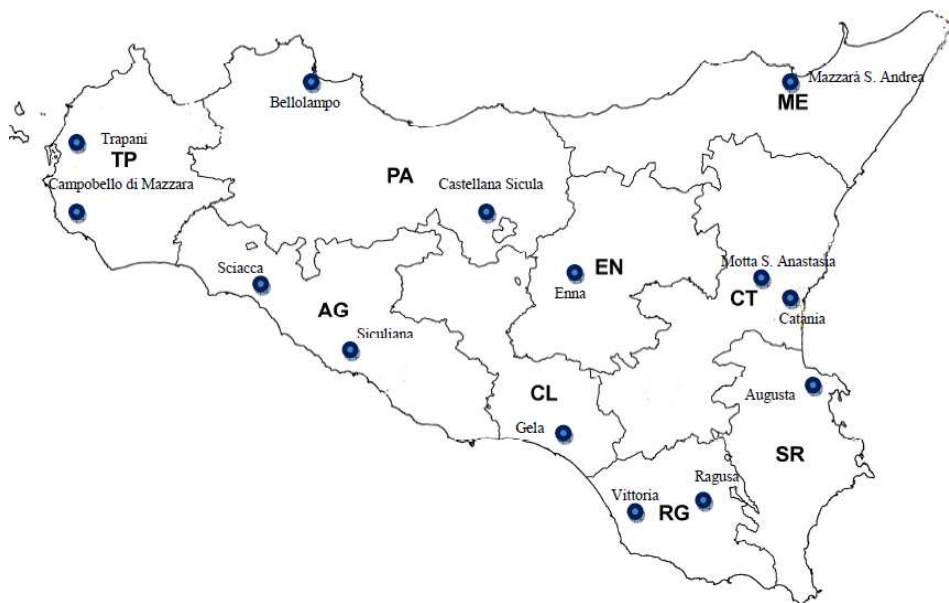 Mazzarà S. Andrea
ME
Bellolampo
Trapani
TP
PA
Campobello di Mazzara
Castellana Sicula
Motta S. Anastasia
Sciacca
EN
Enna
CT
AG
Catania
Siculiana
CL
Augusta
Gela
SR
Ragusa
Vittoria
RG